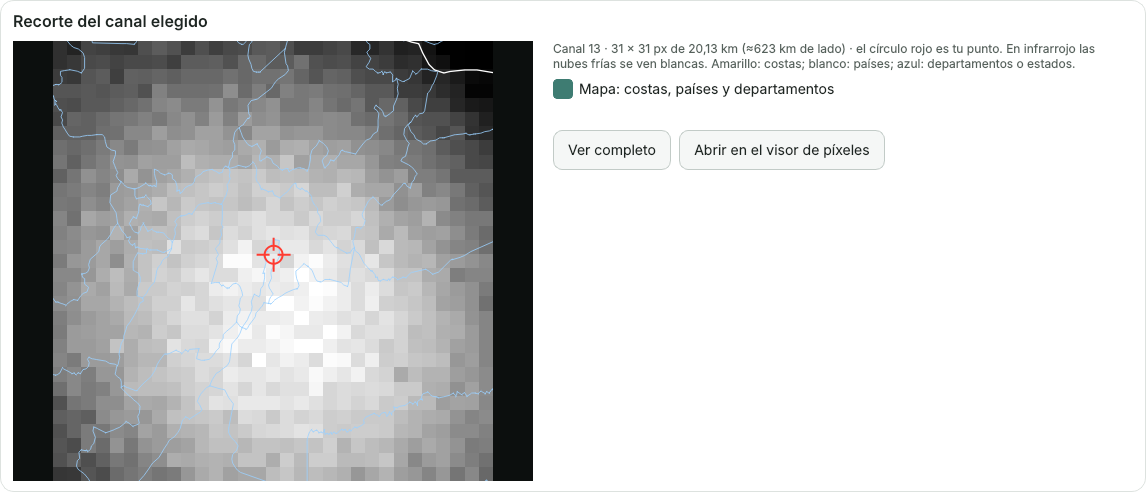 Recorte del canal elegido
Canal 13 · 31 × 31 px de 20,13 km (≈623 km de lado) · el círculo rojo es tu punto. En infrarrojo las
nubes frías se ven blancas. Amarillo: costas; blanco: países; azul: departamentos o estados.
Mapa: costas, países y departamentos
Ver completo
Abrir en el visor de píxeles